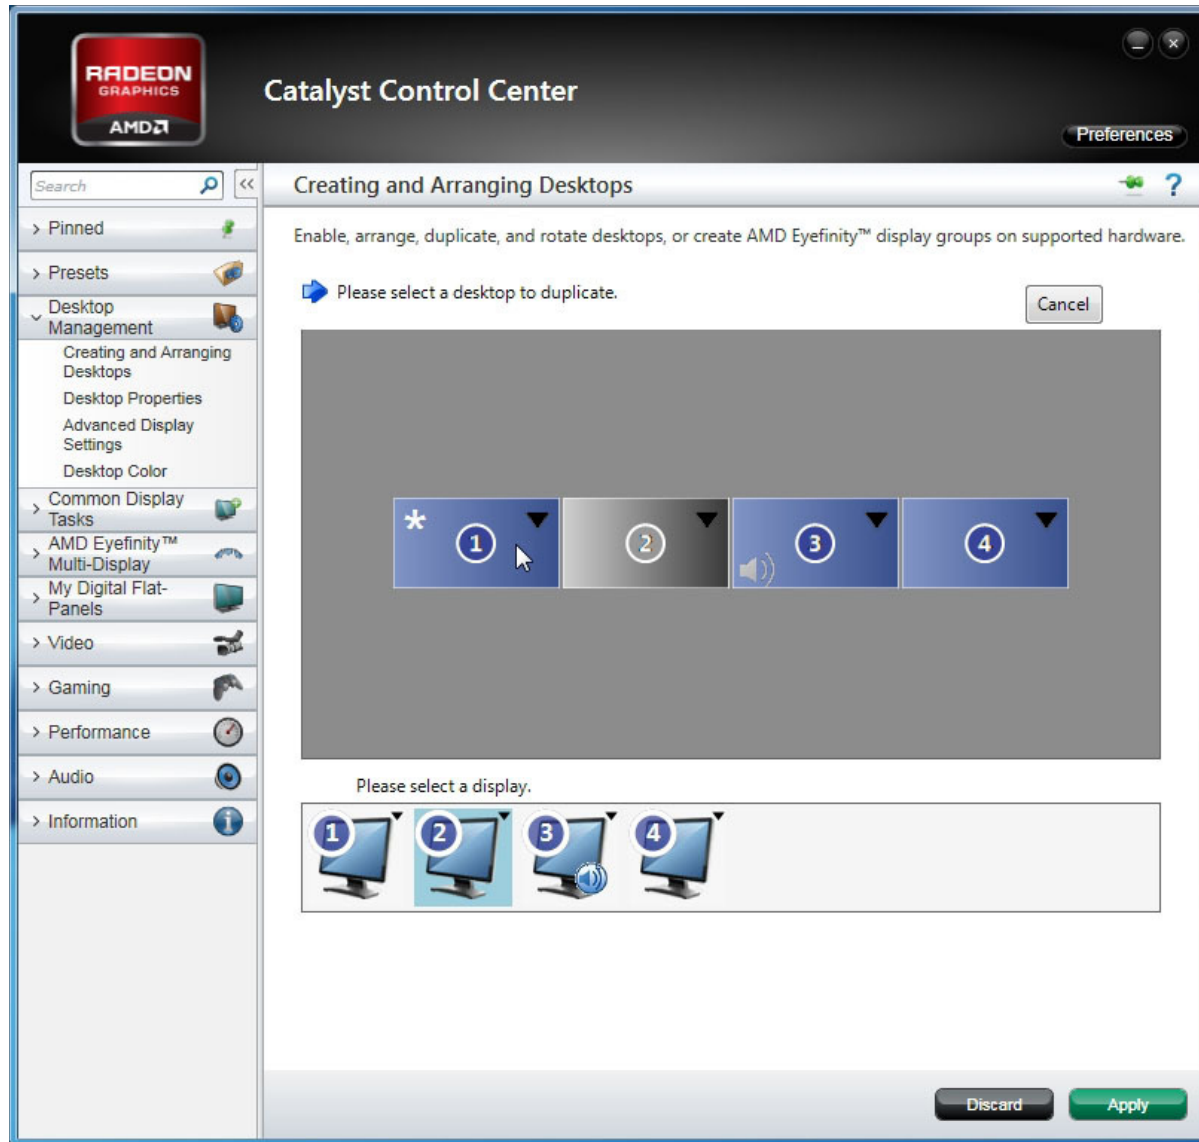 RADEON
GRAPHICS
AMD
Catalyst Control Center
Preferences
Search
<<
Creating and Arranging Desktops
?
> Pinned
> Presets
Desktop
Management
Creating and Arranging
Desktops
Desktop Properties
Advanced Display
Settings
Desktop Color
> Common Display
Tasks
> AMD Eyefinity™
Multi-Display
> My Digital Flat-
Panels
> Video
> Gaming
> Performance
> Audio
> Information
Enable, arrange, duplicate, and rotate desktops, or create AMD Eyefinity™ display groups on supported hardware.
Please select a desktop to duplicate.
Cancel
* 1 2 3 4
Please select a display.
1 2 3 4
Discard Apply